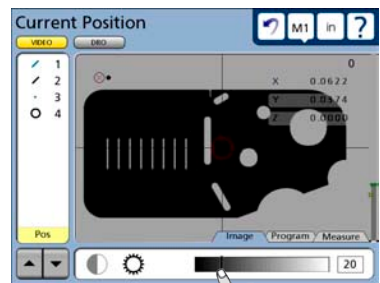 Current Position
M1 in ?
VIDEO DRO
1
2
3
4
0
X 0.0622
Y 0.0374
Z 0.0000
Pos
Image Program Measure
20